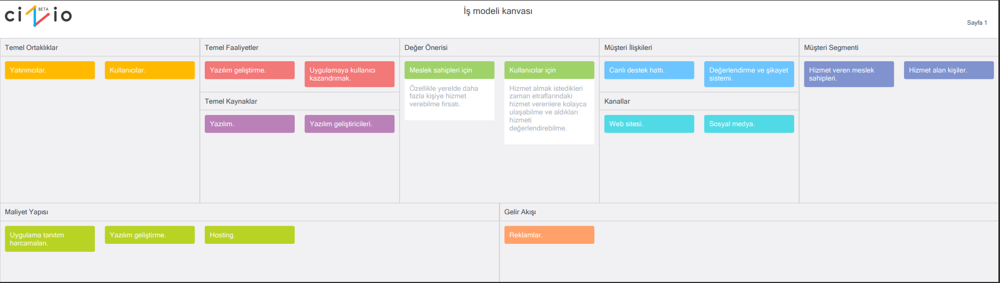 cizio
BETA
İş modeli kanvası
Sayfa 1
Temel Ortaklıklar
Yatırımcılar.
Kullanıcılar.
Temel Faaliyetler
Yazılım geliştirme.
Uygulamaya kullanıcı
kazandrımak.
Temel Kaynaklar
Yazılım.
Yazılım geliştiricileri.
Değer Önerisi
Meslek sahipleri için
Özellikle yerelde daha
fazla kişiye hizmet
verebilme fırsatı.
Kullanıcılar için
Hizmet almak istedikleri
zaman etraflarındaki
hizmet verenlere kolayca
ulaşabilme ve aldıkları
hizmeti
değerlendirebilme.
Müşteri İlişkileri
Canlı destek hattı.
Değerlendirme ve şikayet
sistemi.
Kanallar
Web sitesi.
Sosyal medya.
Müşteri Segmenti
Hizmet veren meslek
sahipleri.
Hizmet alan kişiler.
Maliyet Yapısı
Uygulama tanıtım
harcamaları.
Yazılım geliştirme.
Hosting.
Gelir Akışı
Reklamlar.